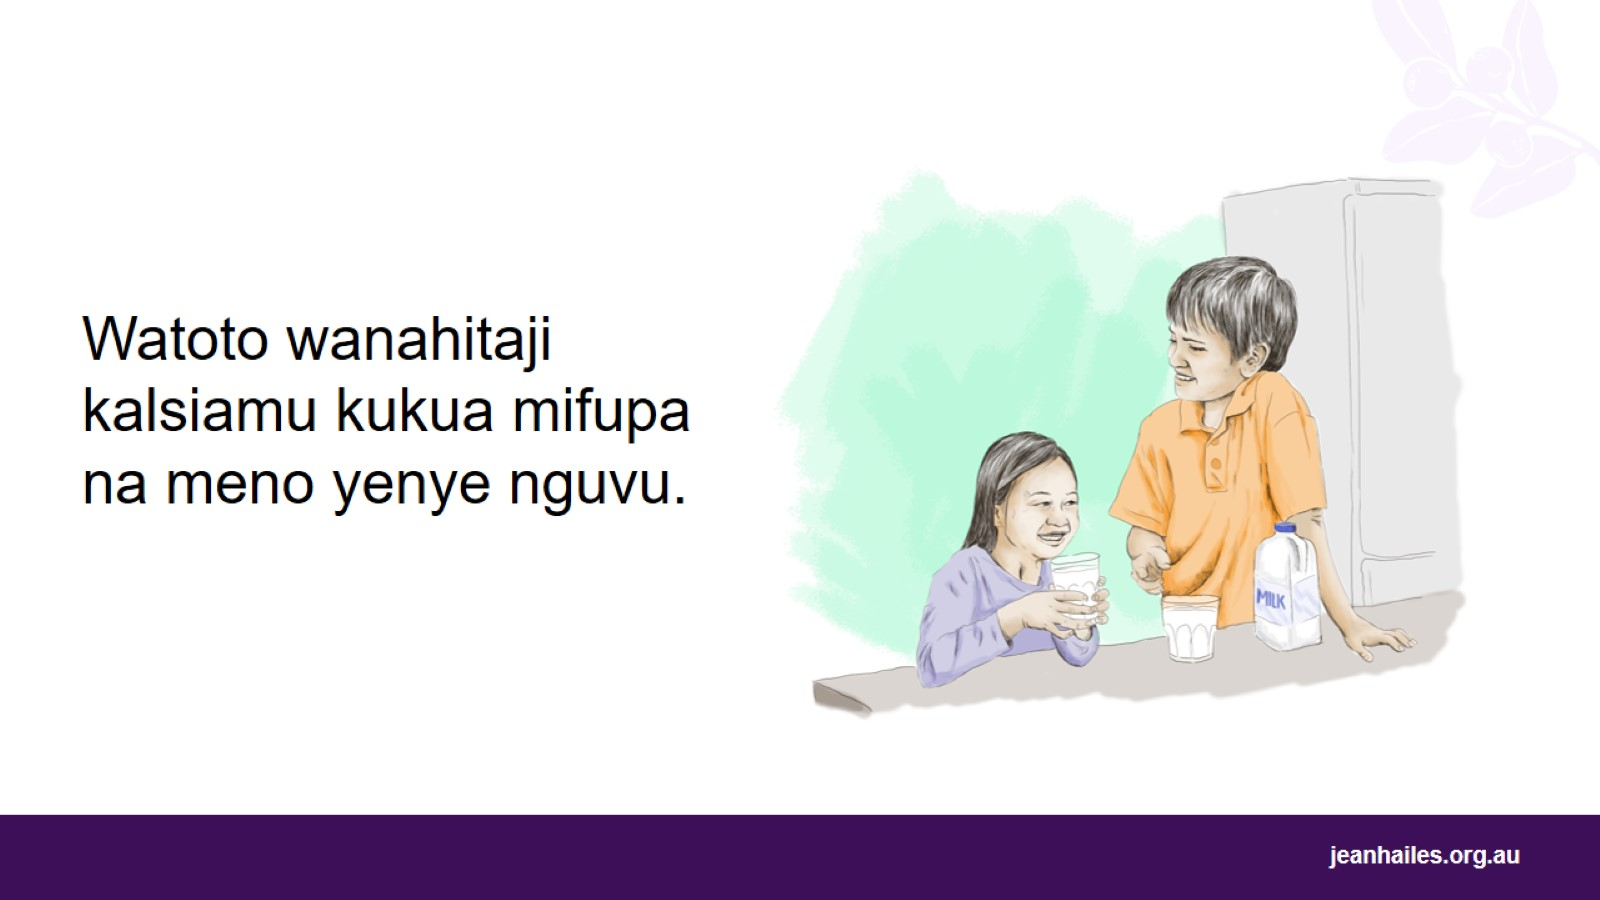 Watoto wanahitaji
kalsiamu kukua mifupa
na meno yenye nguvu.
MILK
jeanhailes.org.au